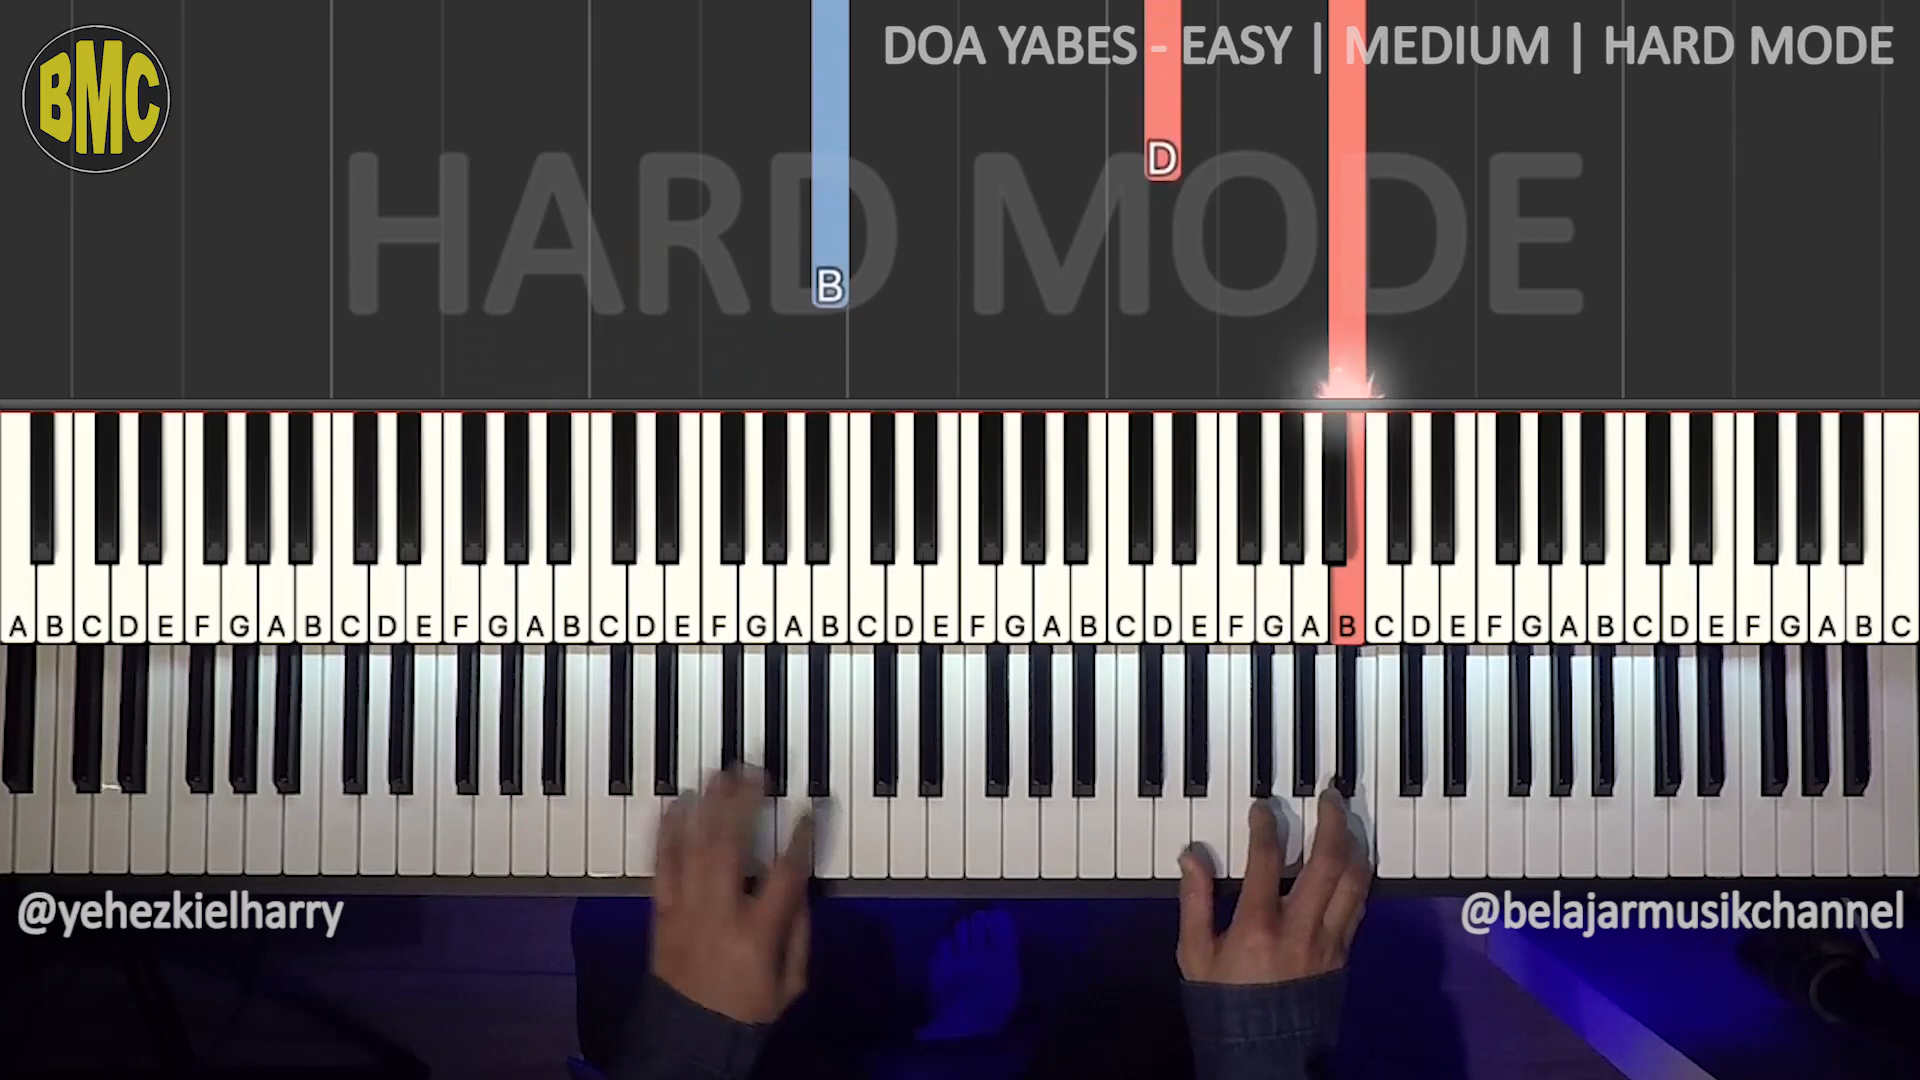 BMC
DOA YABES - EASY | MEDIUM | HARD MODE
HARD MODE
D
B
A B C D E F G A B C D E F G A B C D E F G A B C D E F G A B C D E F G A B C D E F G A B C D E F G A B C
@yehezkielharry
@belajarmusikchannel